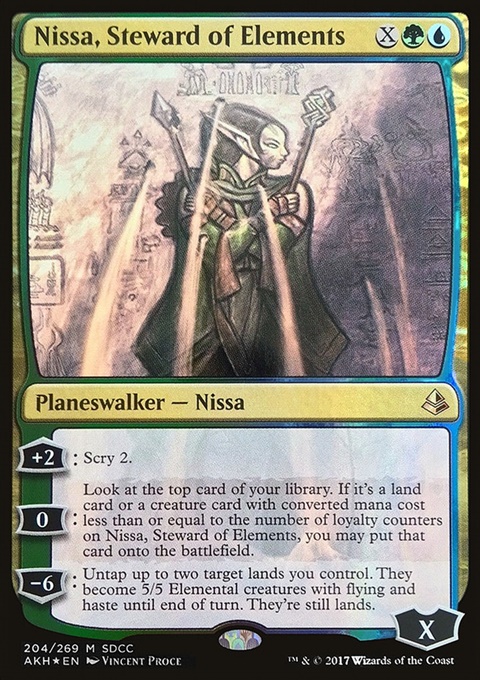 Nissa, Steward of Elements X
Planeswalker — Nissa
+2 : Scry 2.
Look at the top card of your library. If it's a land
card or a creature card with converted mana cost
0 : less than or equal to the number of loyalty counters
on Nissa, Steward of Elements, you may put that
card onto the battlefield.
-6 : Untap up to two target lands you control. They
become 5/5 Elemental creatures with flying and
haste until end of turn. They're still lands.
X
204/269 M SDCC
AKH★EN Vincent Proce
™ & © 2017 Wizards of the Coast